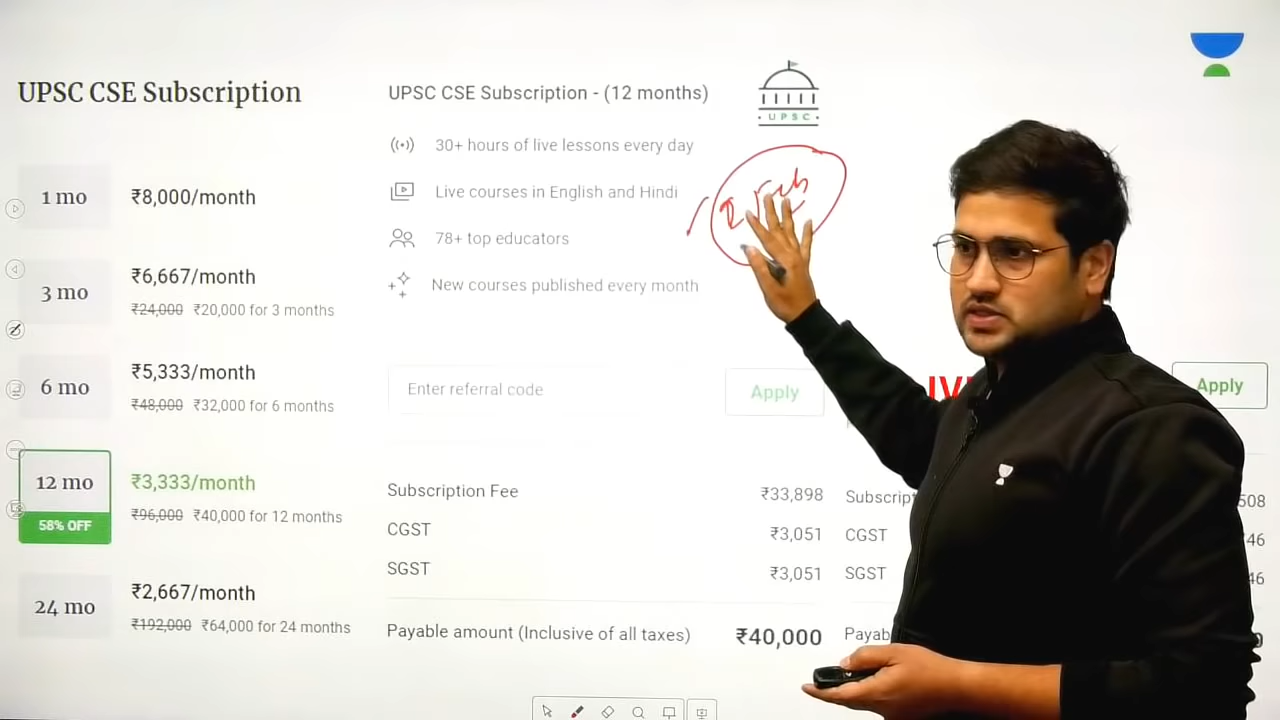 UPSC CSE Subscription
1 mo
₹8,000/month
3 mo
₹6,667/month
₹24,000 ₹20,000 for 3 months
6 mo
₹5,333/month
₹48,000 ₹32,000 for 6 months
12 mo
58% OFF
₹3,333/month
₹96,000 ₹40,000 for 12 months
24 mo
₹2,667/month
₹192,000 ₹64,000 for 24 months
UPSC CSE Subscription - (12 months)
UPSC
30+ hours of live lessons every day
Live courses in English and Hindi
78+ top educators
New courses published every month
Enter referral code
Apply
Subscription Fee ₹33,898
CGST ₹3,051
SGST ₹3,051
Payable amount (Inclusive of all taxes) ₹40,000
Apply
508
CGST 46
SGST 46